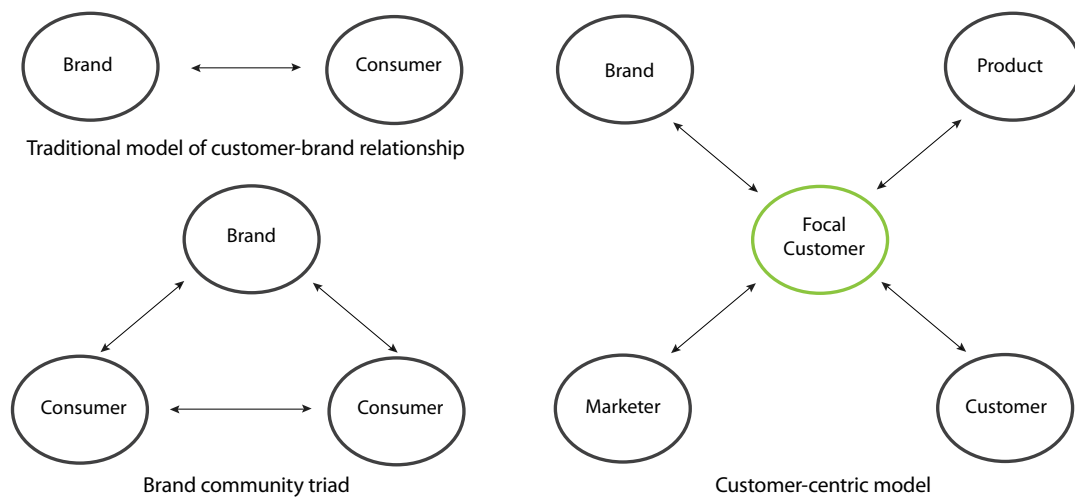 Brand
Consumer
Traditional model of customer-brand relationship
Brand
Consumer
Consumer
Brand community triad
Brand
Product
Focal
Customer
Marketer
Customer
Customer-centric model